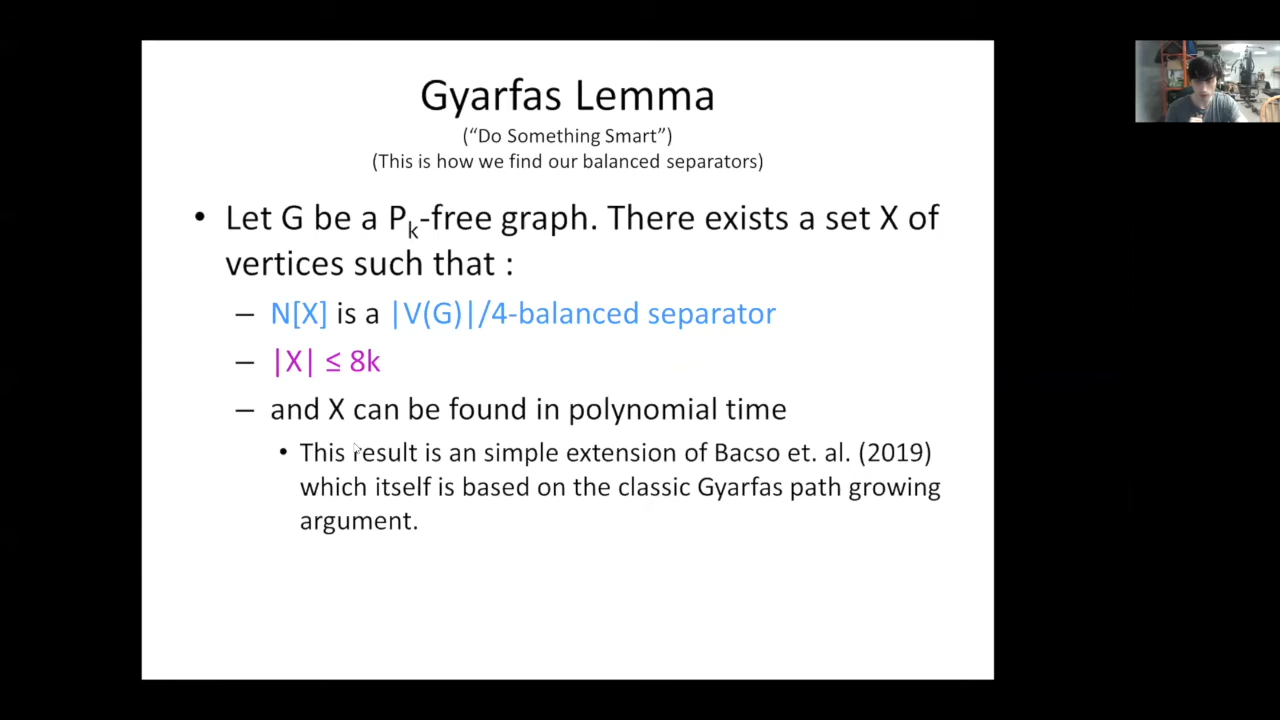 Gyarfas Lemma
(“Do Something Smart”)
(This is how we find our balanced separators)
• Let G be a Pk-free graph. There exists a set X of
vertices such that :
– N[X] is a |V(G)|/4-balanced separator
– |X| ≤ 8k
– and X can be found in polynomial time
• This result is an simple extension of Bacso et. al. (2019)
which itself is based on the classic Gyarfas path growing
argument.